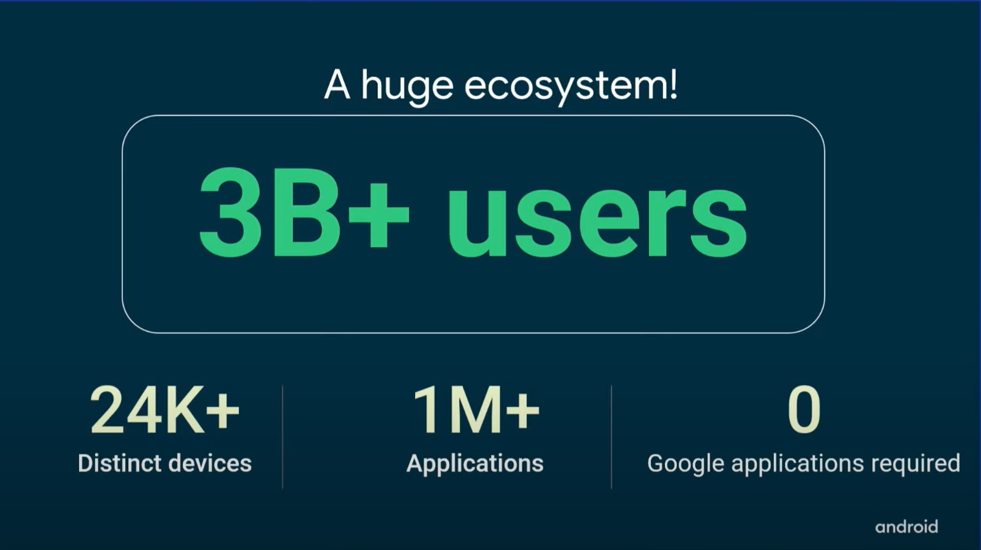 A huge ecosystem!
3B+ users
24K+
Distinct devices
1M+
Applications
0
Google applications required
android